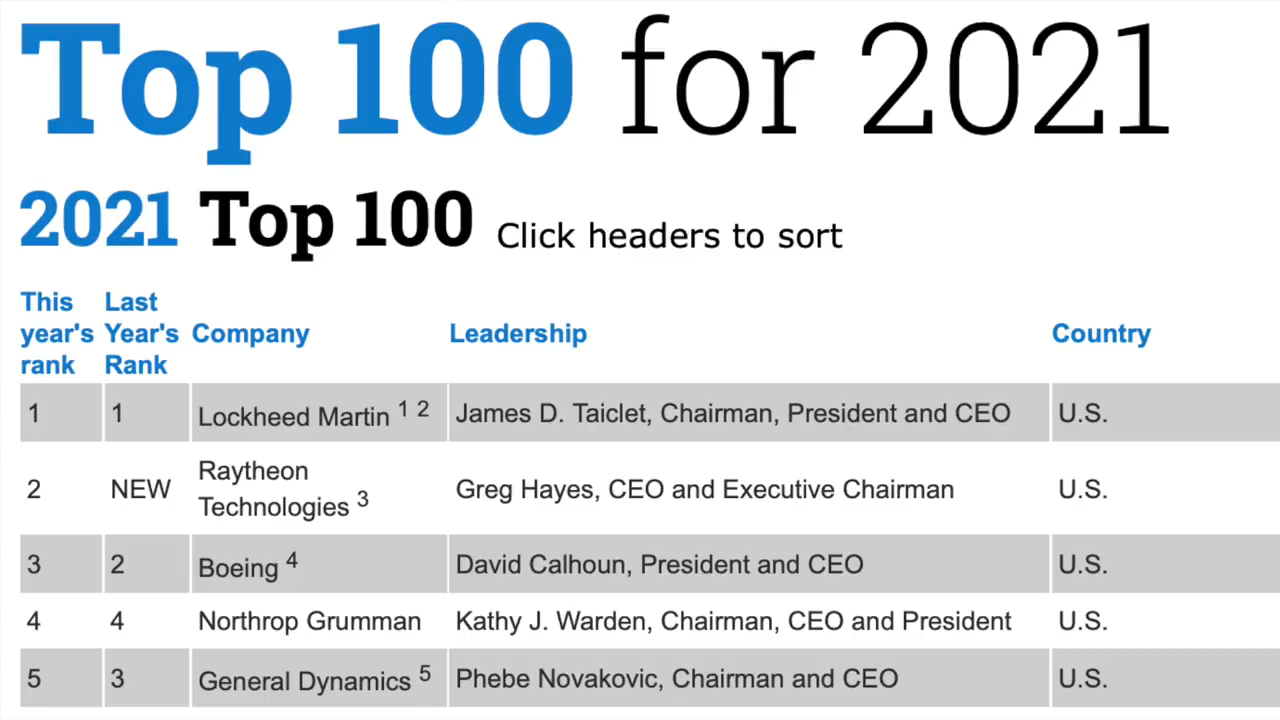 Top 100 for 2021
2021 Top 100 Click headers to sort
This year's rank Last Year's Rank Company Leadership Country
1 1 Lockheed Martin 1 2 James D. Taiclet, Chairman, President and CEO U.S.
2 NEW Raytheon Technologies 3 Greg Hayes, CEO and Executive Chairman U.S.
3 2 Boeing 4 David Calhoun, President and CEO U.S.
4 4 Northrop Grumman Kathy J. Warden, Chairman, CEO and President U.S.
5 3 General Dynamics 5 Phebe Novakovic, Chairman and CEO U.S.